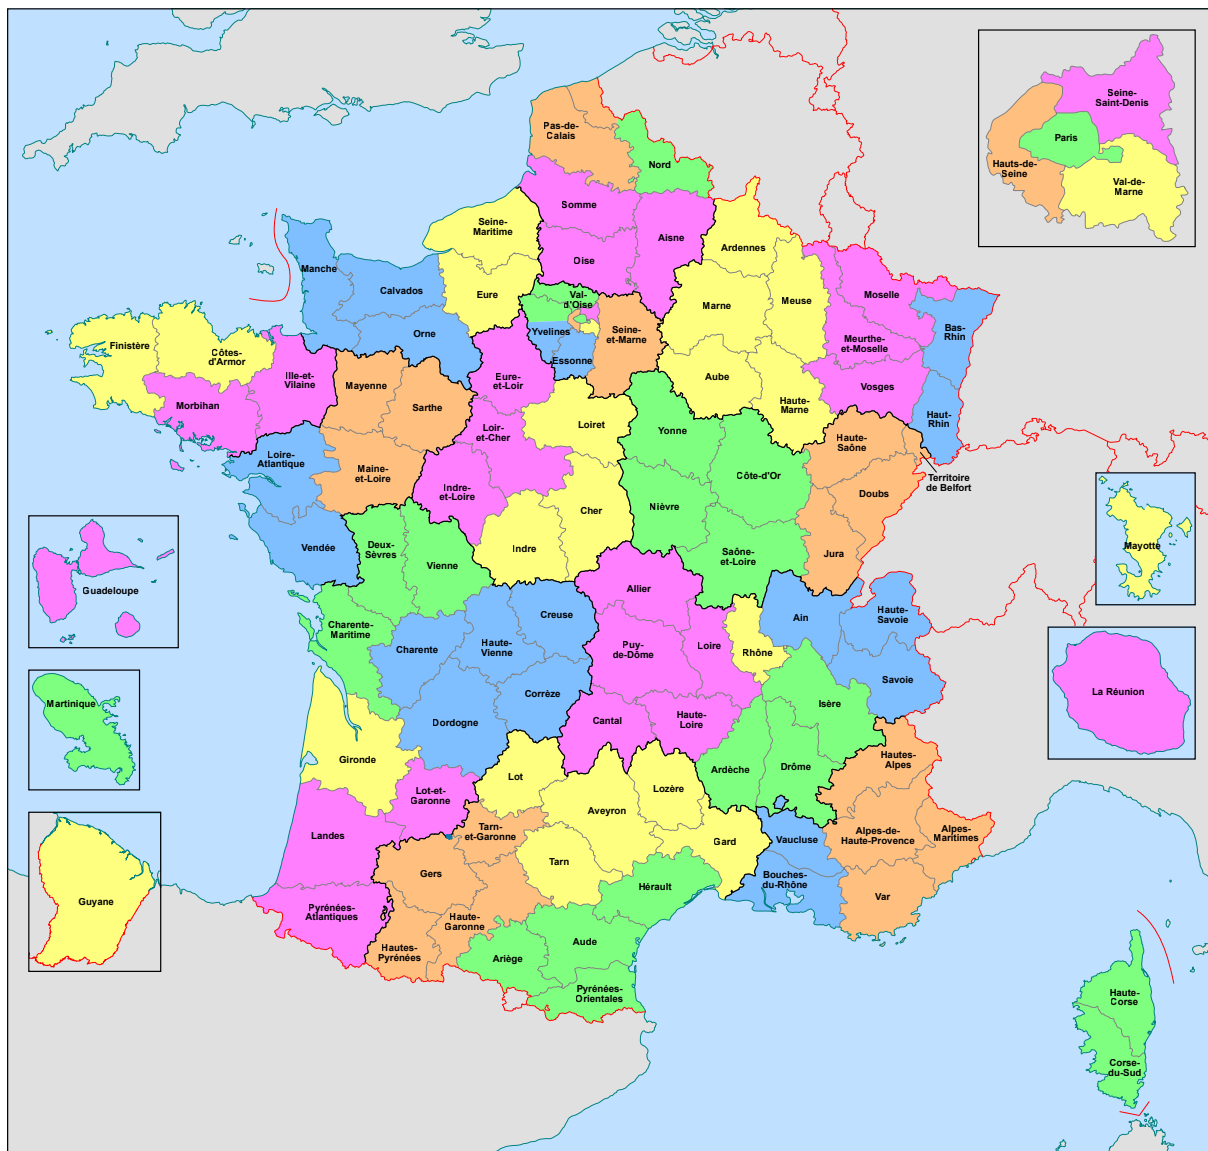 Seine-
Saint-Denis
Paris
Hauts-de-
Seine
Val-de-
Marne
Pas-de-
Calais
Nord
Somme
Seine-
Maritime
Aisne
Ardennes
Oise
Manche
Calvados
Eure
Val-
d'Oise
Marne
Meuse
Moselle
Orne
Yvelines
Seine-
et-Marne
Bas-
Rhin
Meurthe-
et-Moselle
Finistère
Côtes-
d'Armor
Essonne
Ille-et-
Vilaine
Mayenne
Eure-
et-Loir
Aube
Vosges
Morbihan
Sarthe
Haute-
Marne
Haut-
Rhin
Loir-
et-Cher
Loiret
Yonne
Haute-
Saône
Loire-
Atlantique
Maine-
et-Loire
Côte-d'Or
Territoire
de Belfort
Indre-
et-Loire
Doubs
Cher
Nièvre
Vendée
Deux-
Sèvres
Indre
Jura
Mayotte
Vienne
Saône-
et-Loire
Guadeloupe
Allier
Charente-
Maritime
Creuse
Ain
Haute-
Savoie
Charente
Haute-
Vienne
Puy-
de-Dôme
Loire
Rhône
Savoie
La Réunion
Martinique
Corrèze
Isère
Dordogne
Cantal
Haute-
Loire
Gironde
Hautes-
Alpes
Lot
Ardèche
Drôme
Lot-et-
Garonne
Lozère
Aveyron
Landes
Tarn-
et-Garonne
Gard
Vaucluse
Alpes-de-
Haute-Provence
Alpes-
Maritimes
Tarn
Gers
Bouches-
du-Rhône
Hérault
Var
Guyane
Pyrénées-
Atlantiques
Haute-
Garonne
Aude
Hautes-
Pyrénées
Ariège
Pyrénées-
Orientales
Haute-
Corse
Corse-
du-Sud